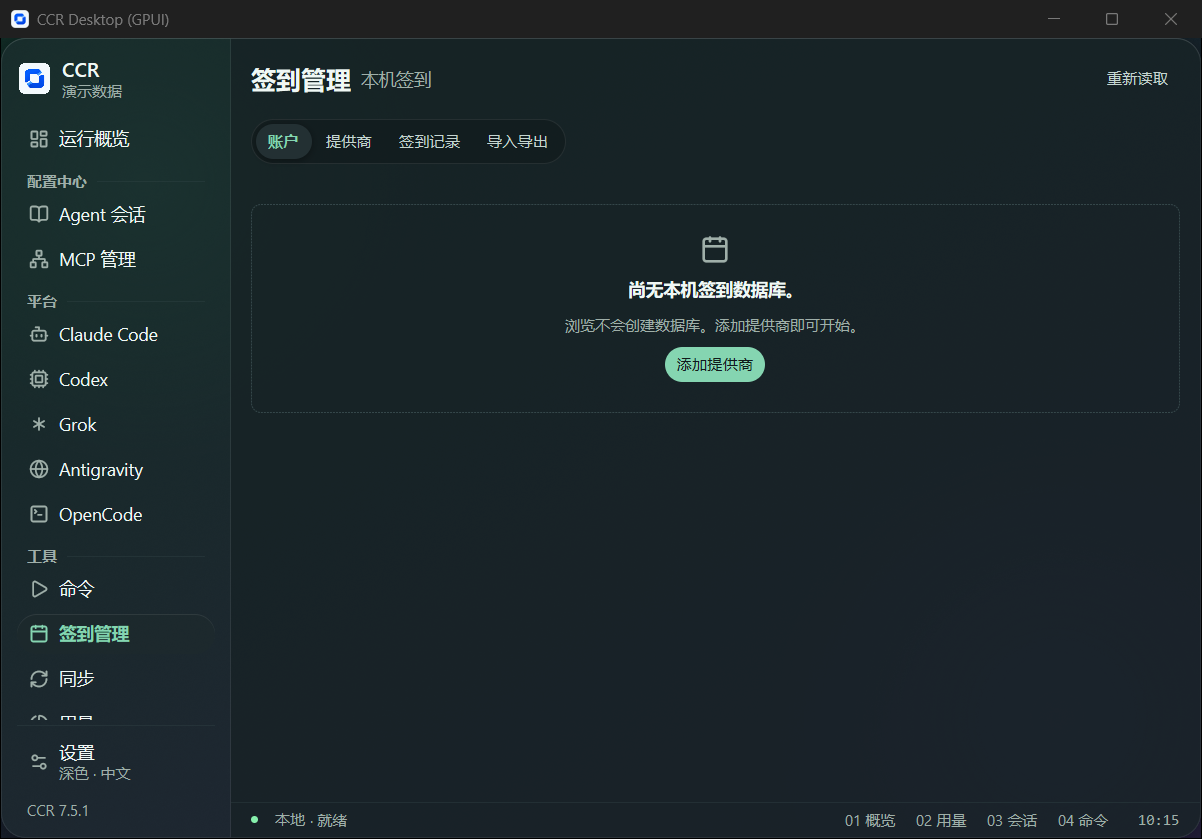 CCR Desktop (GPUI)
CCR
演示数据
运行概览
配置中心
Agent 会话
MCP 管理
平台
Claude Code
Codex
Grok
Antigravity
OpenCode
工具
命令
签到管理
同步
设置
深色 · 中文
CCR 7.5.1
签到管理 本机签到
重新读取
账户 提供商 签到记录 导入导出
尚无本机签到数据库。
浏览不会创建数据库。添加提供商即可开始。
添加提供商
本地 · 就绪
01 概览 02 用量 03 会话 04 命令 10:15